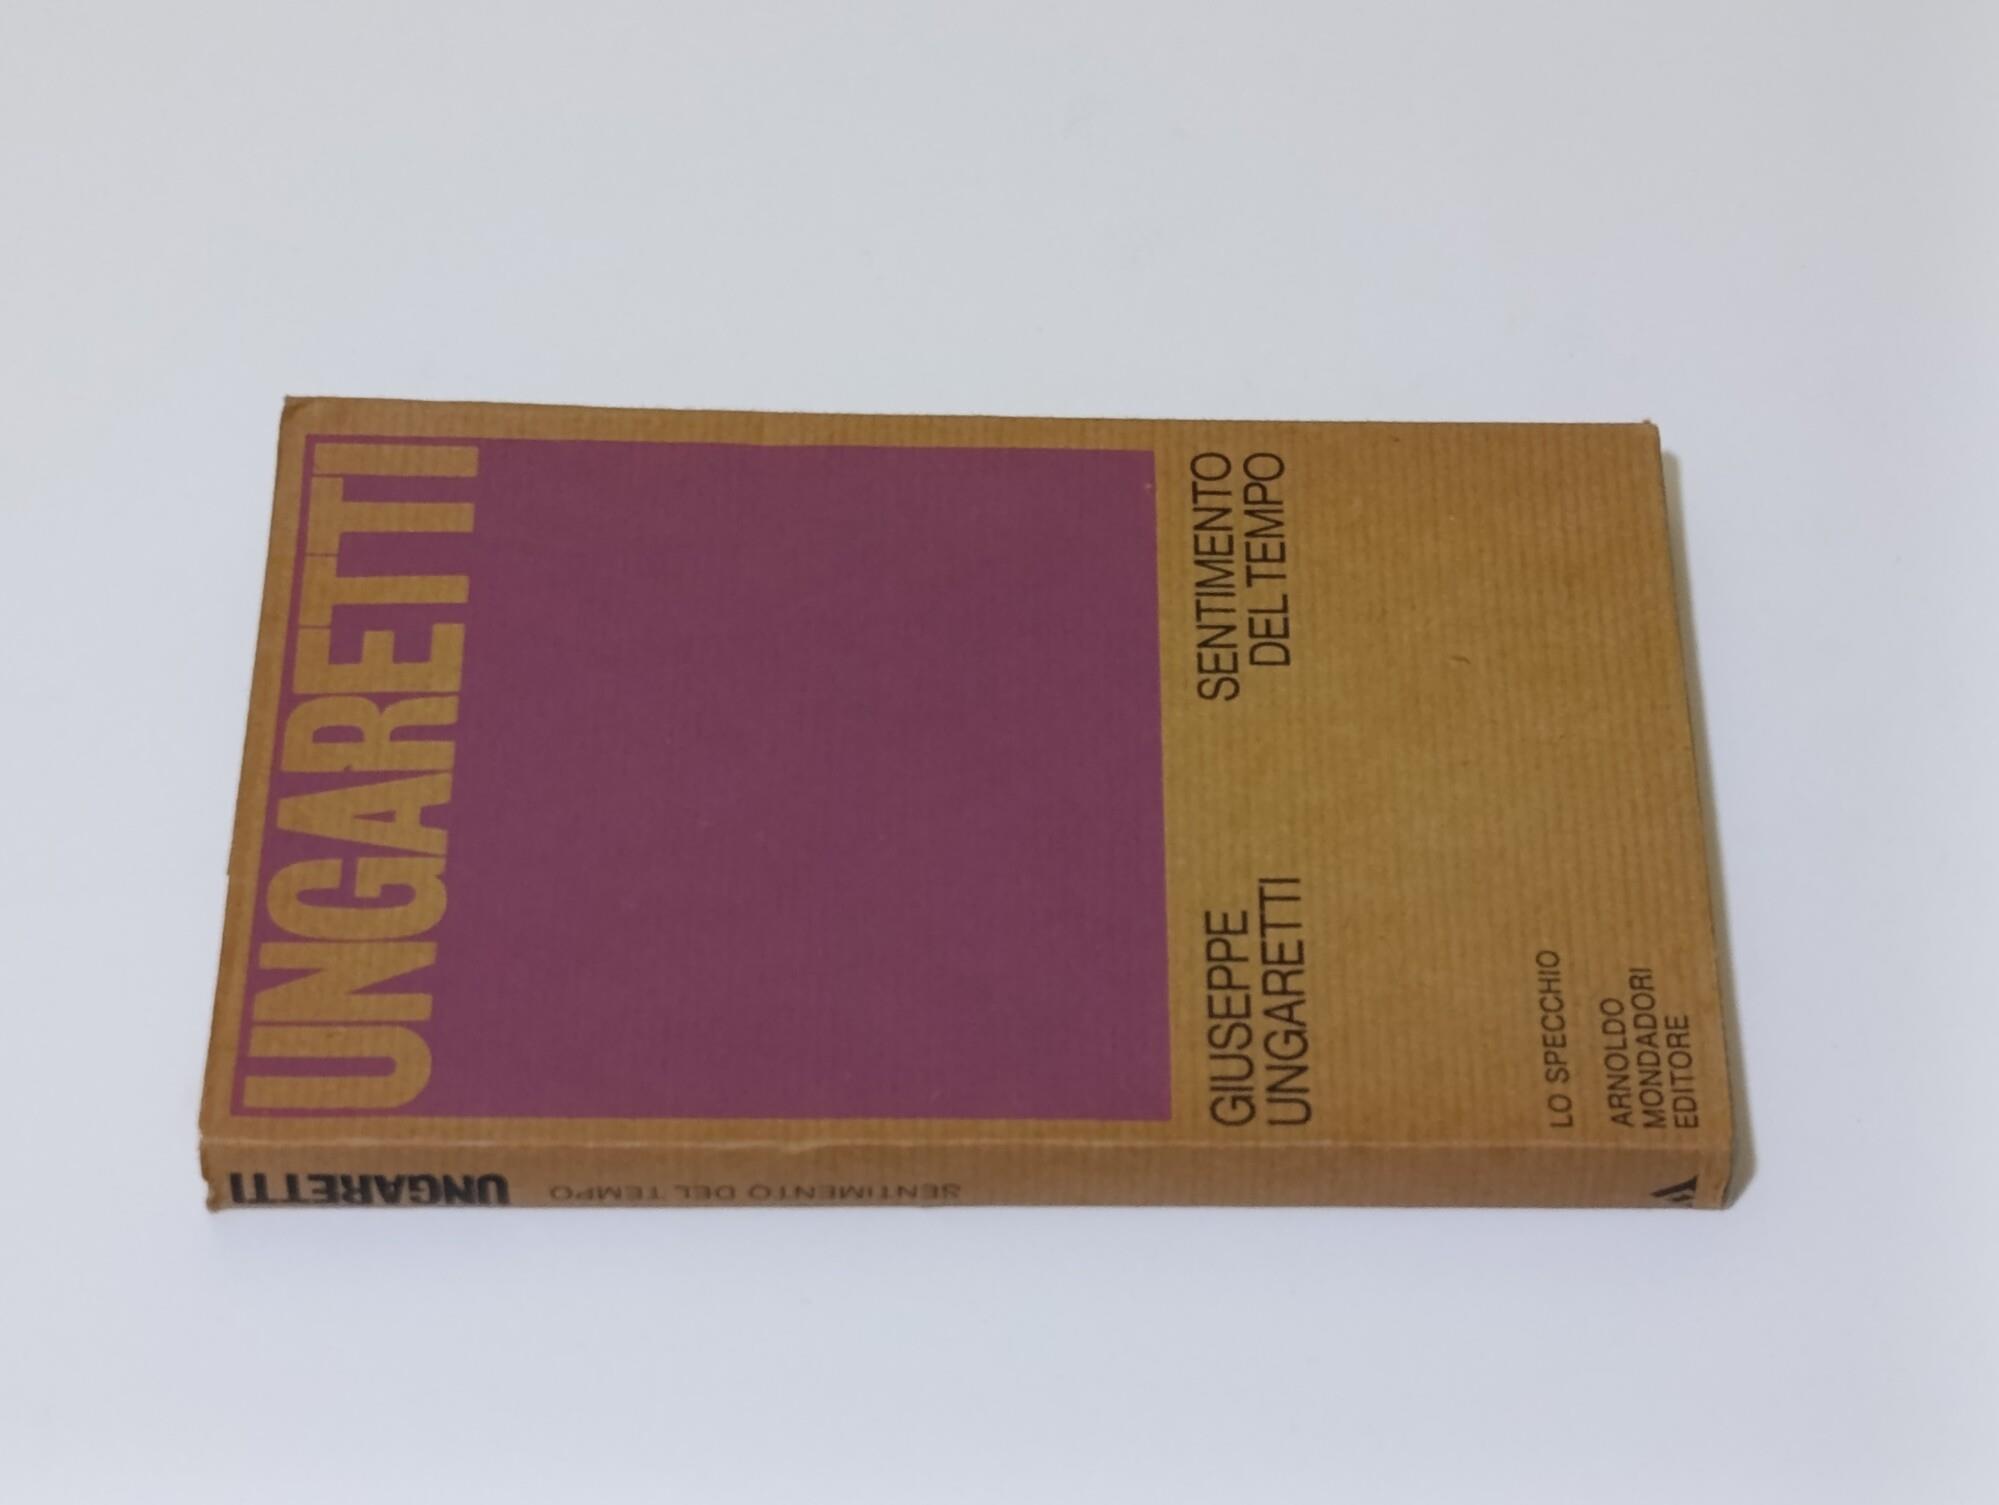 UNGARETTI
GIUSEPPE
UNGARETTI
SENTIMENTO
DEL TEMPO
LO SPECCHIO
ARNOLDO
MONDADORI
EDITORE
UNGARETTI SENTIMENTO DEL TEMPO